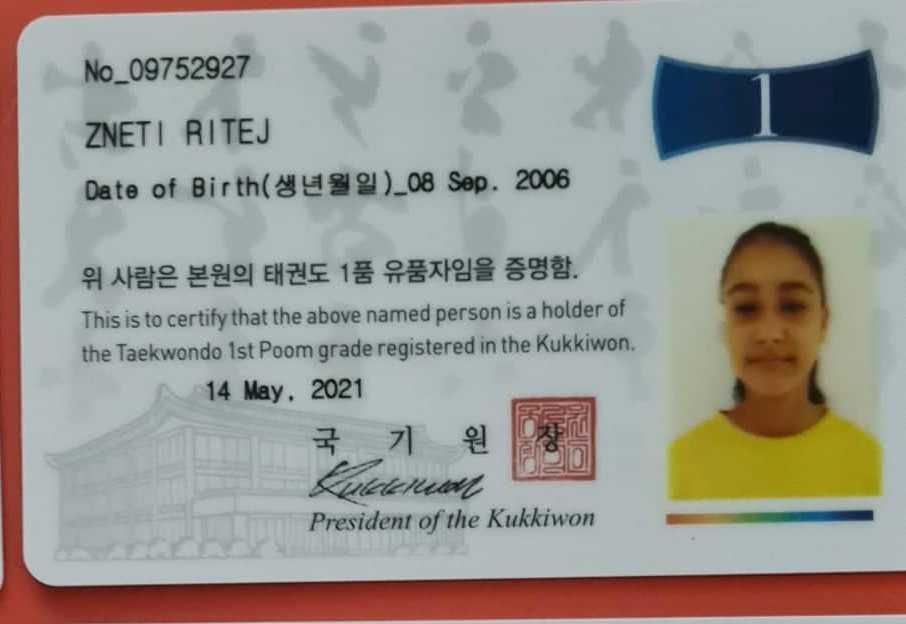 No_09752927
1
ZNETI RITEJ
Date of Birth(생년월일)_08 Sep. 2006
위 사람은 본원의 태권도 1품 유품자임을 증명함.
This is to certify that the above named person is a holder of
the Taekwondo 1st Poom grade registered in the Kukkiwon.
14 May, 2021
국 기 원 장
Kukkiwon
President of the Kukkiwon